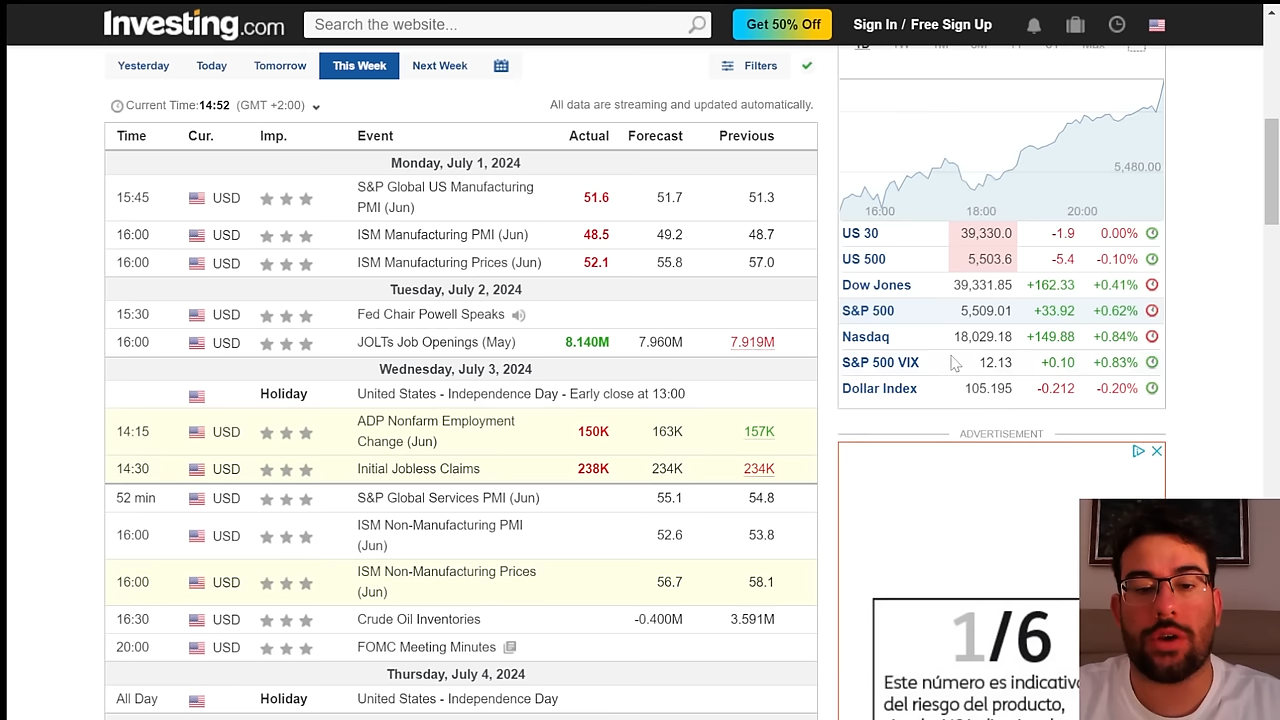 Investing.com
Search the website...
Get 50% Off
Sign In / Free Sign Up
Yesterday
Today
Tomorrow
This Week
Next Week
Filters
Current Time: 14:52 (GMT +2:00)
All data are streaming and updated automatically.
Time Cur. Imp. Event Actual Forecast Previous
Monday, July 1, 2024
15:45 USD S&P Global US Manufacturing PMI (Jun) 51.6 51.7 51.3
16:00 USD ISM Manufacturing PMI (Jun) 48.5 49.2 48.7
16:00 USD ISM Manufacturing Prices (Jun) 52.1 55.8 57.0
Tuesday, July 2, 2024
15:30 USD Fed Chair Powell Speaks
16:00 USD JOLTs Job Openings (May) 8.140M 7.960M 7.919M
Wednesday, July 3, 2024
Holiday United States - Independence Day - Early close at 13:00
14:15 USD ADP Nonfarm Employment Change (Jun) 150K 163K 157K
14:30 USD Initial Jobless Claims 238K 234K 234K
52 min USD S&P Global Services PMI (Jun) 55.1 54.8
16:00 USD ISM Non-Manufacturing PMI (Jun) 52.6 53.8
16:00 USD ISM Non-Manufacturing Prices (Jun) 56.7 58.1
16:30 USD Crude Oil Inventories -0.400M 3.591M
20:00 USD FOMC Meeting Minutes
Thursday, July 4, 2024
All Day Holiday United States - Independence Day
5,480.00
16:00 18:00 20:00
US 30 39,330.0 -1.9 0.00%
US 500 5,503.6 -5.4 -0.10%
Dow Jones 39,331.85 +162.33 +0.41%
S&P 500 5,509.01 +33.92 +0.62%
Nasdaq 18,029.18 +149.88 +0.84%
S&P 500 VIX 12.13 +0.10 +0.83%
Dollar Index 105.195 -0.212 -0.20%
ADVERTISEMENT
1/6
Este número es indicativo
del riesgo del producto,